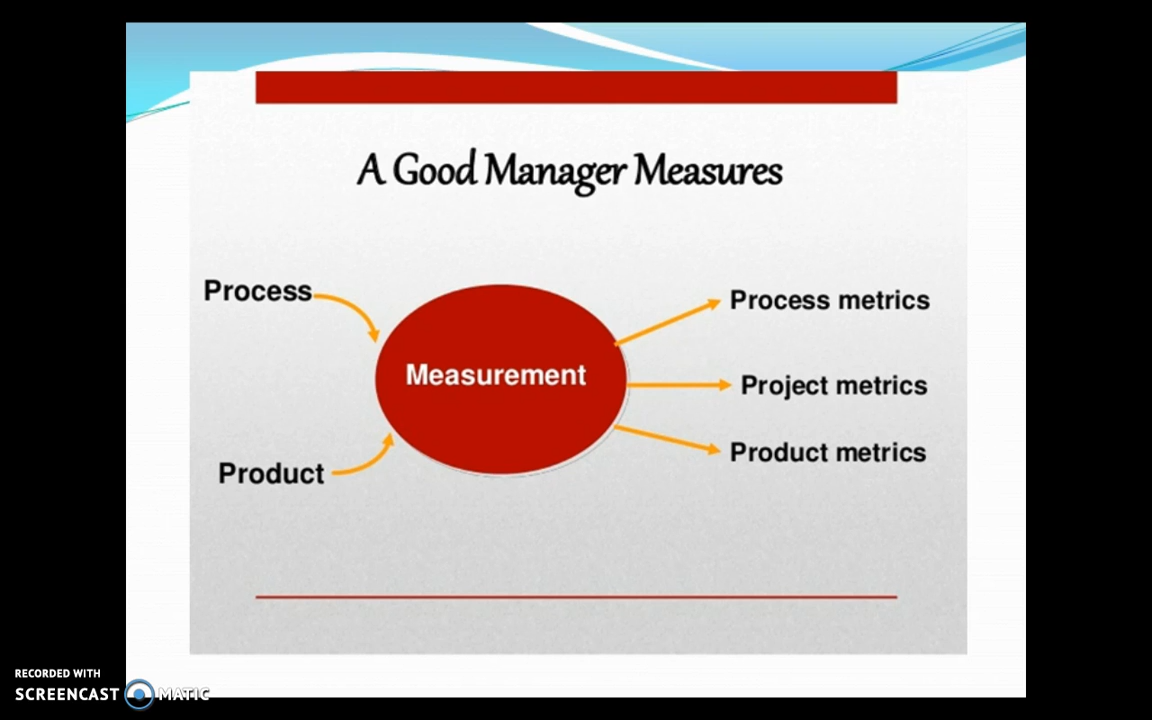 A Good Manager Measures
Process
Process metrics
Measurement
Project metrics
Product
Product metrics
RECORDED WITH
SCREENCAST MATIC